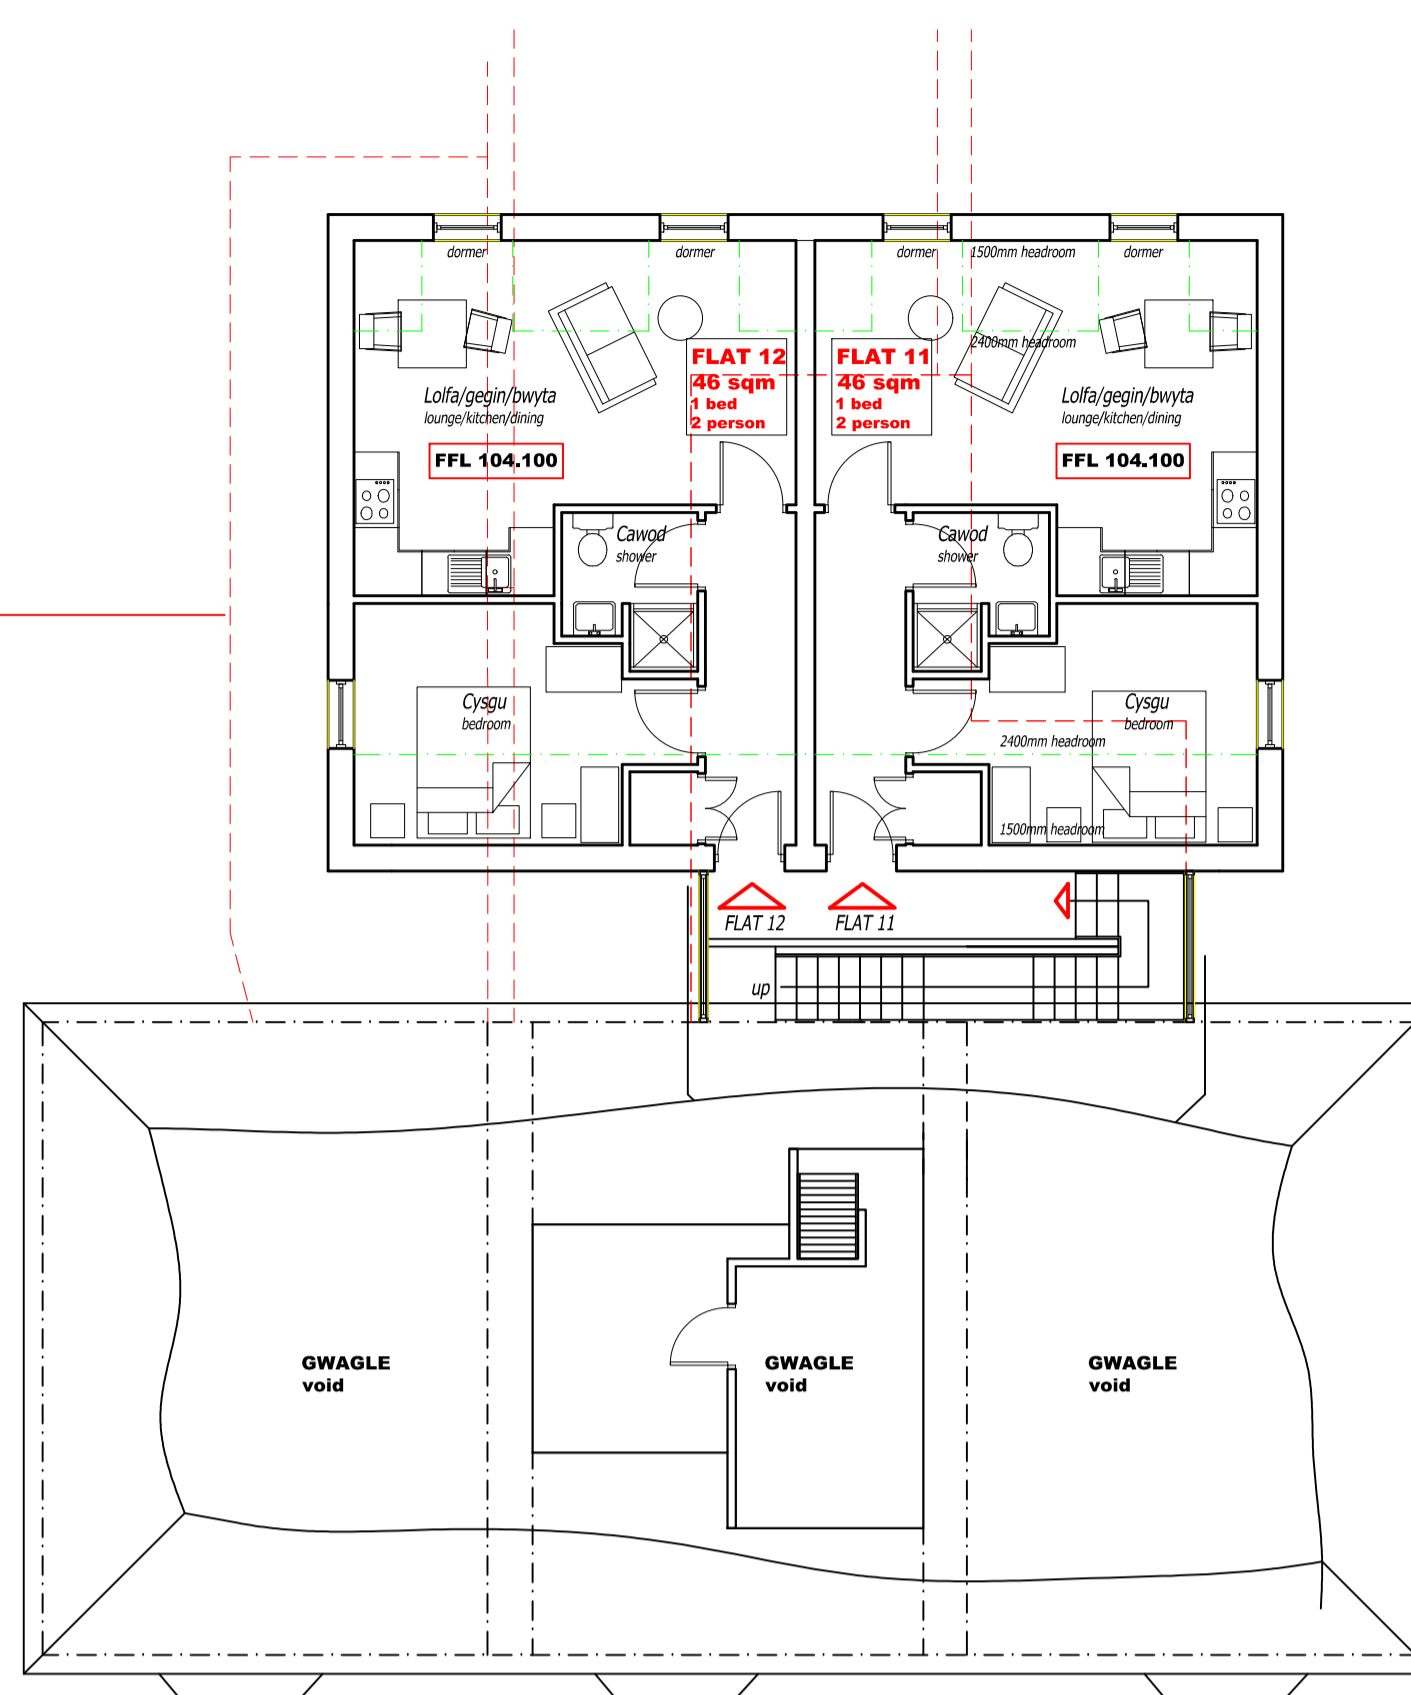 dormer
dormer
dormer
1500mm headroom
dormer
2400mm headroom
FLAT 12
46 sqm
1 bed
2 person
FLAT 11
46 sqm
1 bed
2 person
Lolfa/gegin/bwyta
lounge/kitchen/dining
FFL 104.100
Lolfa/gegin/bwyta
lounge/kitchen/dining
FFL 104.100
Cawod
shower
Cawod
shower
Cysgu
bedroom
Cysgu
bedroom
2400mm headroom
1500mm headroom
FLAT 12
FLAT 11
up
GWAGLE
void
GWAGLE
void
GWAGLE
void